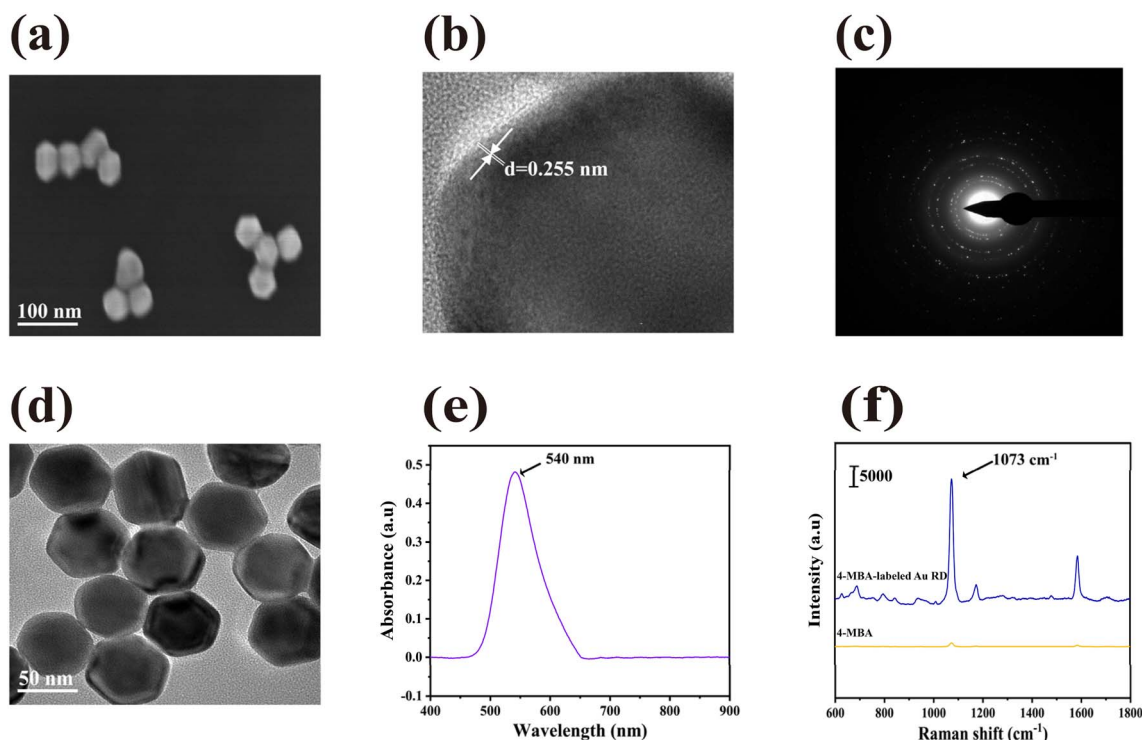 (a)
(b)
(c)
100 nm
d=0.255 nm
(d)
(e)
(f)
50 nm
540 nm
0.5
0.4
0.3
0.2
0.1
0.0
-0.1
Absorbance (a.u)
400 500 600 700 800 900
Wavelength (nm)
5000
1073 cm⁻¹
4-MBA-labeled Au RD
4-MBA
Intensity (a.u)
600 800 1000 1200 1400 1600 1800
Raman shift (cm⁻¹)